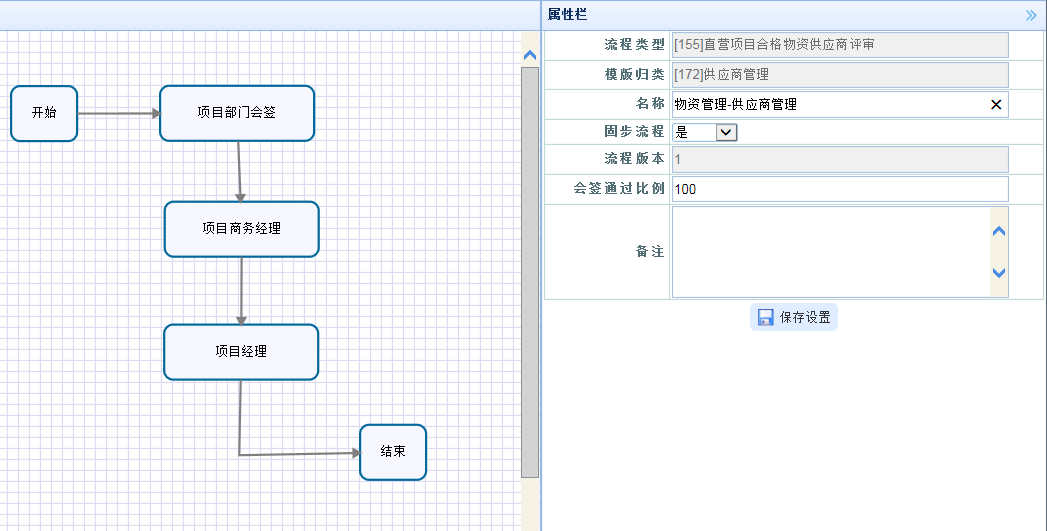 开始
项目部门会签
项目商务经理
项目经理
结束
属性栏
流程类型 [155]直营项目合格物资供应商评审
模版归类 [172]供应商管理
名称 物资管理-供应商管理
固步流程 是
流程版本 1
会签通过比例 100
备注
保存设置